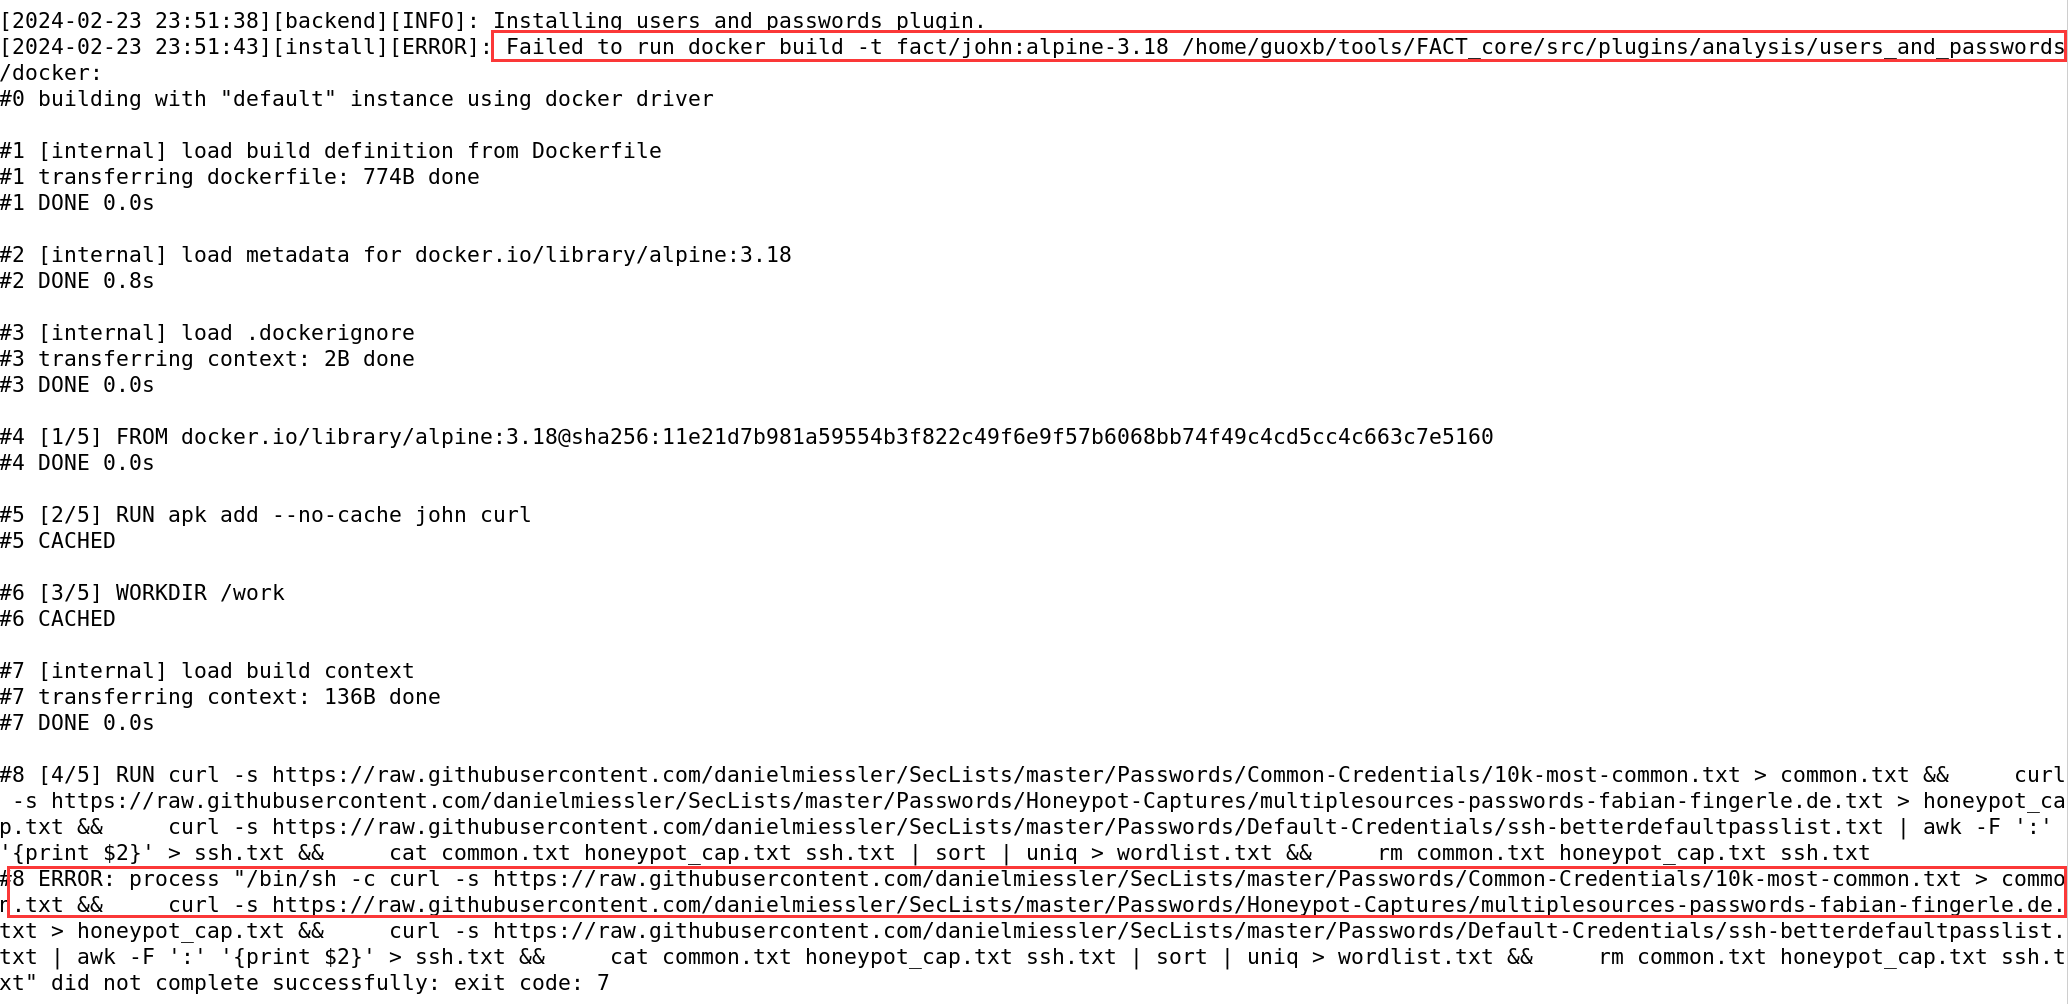 [2024-02-23 23:51:38][backend][INFO]: Installing users and passwords plugin.
[2024-02-23 23:51:43][install][ERROR]: Failed to run docker build -t fact/john:alpine-3.18 /home/guoxb/tools/FACT_core/src/plugins/analysis/users_and_passwords
/docker:
#0 building with "default" instance using docker driver
#1 [internal] load build definition from Dockerfile
#1 transferring dockerfile: 774B done
#1 DONE 0.0s
#2 [internal] load metadata for docker.io/library/alpine:3.18
#2 DONE 0.8s
#3 [internal] load .dockerignore
#3 transferring context: 2B done
#3 DONE 0.0s
#4 [1/5] FROM docker.io/library/alpine:3.18@sha256:11e21d7b981a59554b3f822c49f6e9f57b6068bb74f49c4cd5cc4c663c7e5160
#4 DONE 0.0s
#5 [2/5] RUN apk add --no-cache john curl
#5 CACHED
#6 [3/5] WORKDIR /work
#6 CACHED
#7 [internal] load build context
#7 transferring context: 136B done
#7 DONE 0.0s
#8 [4/5] RUN curl -s https://raw.githubusercontent.com/danielmiessler/SecLists/master/Passwords/Common-Credentials/10k-most-common.txt > common.txt &&     curl
 -s https://raw.githubusercontent.com/danielmiessler/SecLists/master/Passwords/Honeypot-Captures/multiplesources-passwords-fabian-fingerle.de.txt > honeypot_ca
p.txt &&     curl -s https://raw.githubusercontent.com/danielmiessler/SecLists/master/Passwords/Default-Credentials/ssh-betterdefaultpasslist.txt | awk -F ':'
'{print $2}' > ssh.txt &&     cat common.txt honeypot_cap.txt ssh.txt | sort | uniq > wordlist.txt &&     rm common.txt honeypot_cap.txt ssh.txt
#8 ERROR: process "/bin/sh -c curl -s https://raw.githubusercontent.com/danielmiessler/SecLists/master/Passwords/Common-Credentials/10k-most-common.txt > commo
n.txt &&     curl -s https://raw.githubusercontent.com/danielmiessler/SecLists/master/Passwords/Honeypot-Captures/multiplesources-passwords-fabian-fingerle.de.
txt > honeypot_cap.txt &&     curl -s https://raw.githubusercontent.com/danielmiessler/SecLists/master/Passwords/Default-Credentials/ssh-betterdefaultpasslist.
txt | awk -F ':' '{print $2}' > ssh.txt &&     cat common.txt honeypot_cap.txt ssh.txt | sort | uniq > wordlist.txt &&     rm common.txt honeypot_cap.txt ssh.t
xt" did not complete successfully: exit code: 7